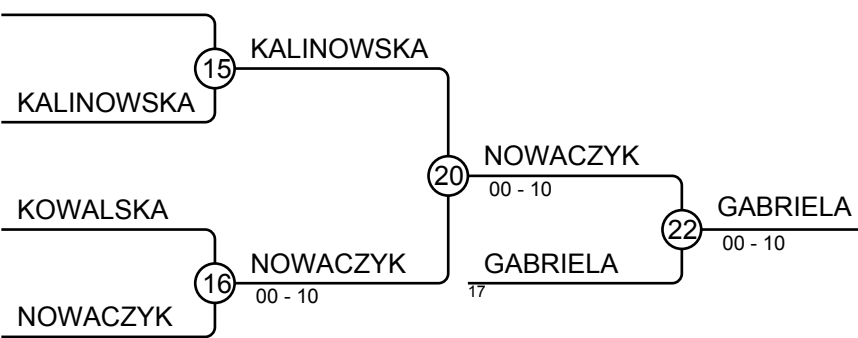 KALINOWSKA
15
KALINOWSKA
KOWALSKA
16
NOWACZYK
NOWACZYK
00 - 10
20
NOWACZYK
00 - 10
GABRIELA
17
22
GABRIELA
00 - 10